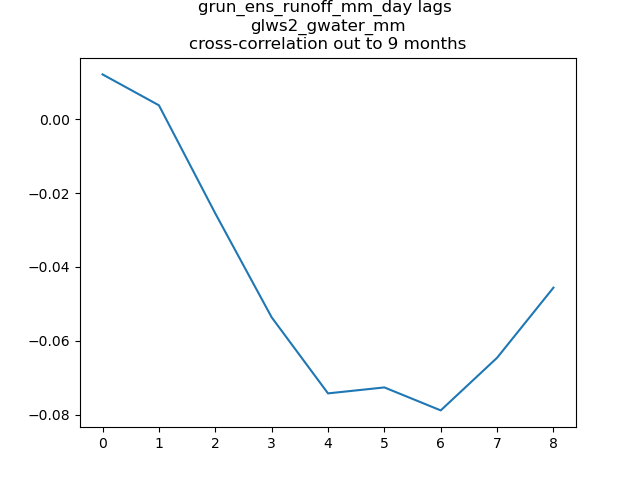 grun_ens_runoff_mm_day lags
glws2_gwater_mm
cross-correlation out to 9 months
0.00
−0.02
−0.04
−0.06
−0.08
0 1 2 3 4 5 6 7 8